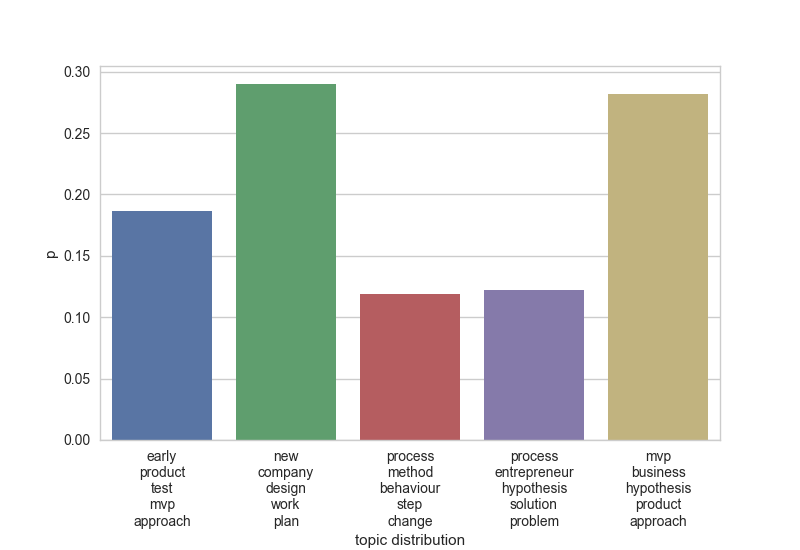 0.30
0.25
0.20
0.15
0.10
0.05
0.00
p
early
product
test
mvp
approach
new
company
design
work
plan
process
method
behaviour
step
change
process
entrepreneur
hypothesis
solution
problem
mvp
business
hypothesis
product
approach
topic distribution